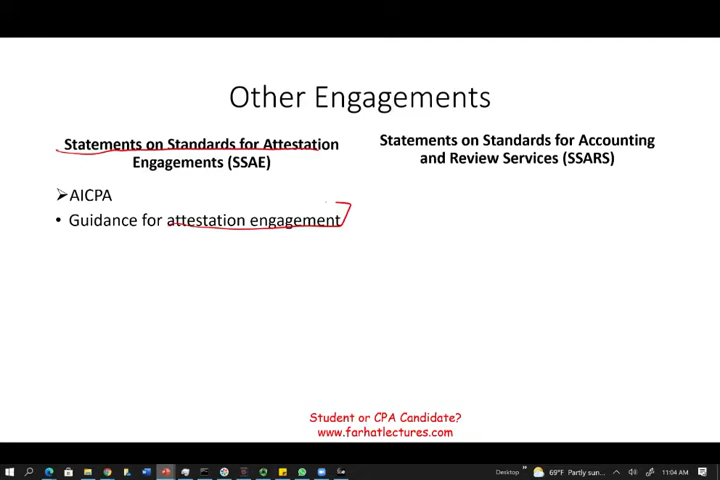 Other Engagements
Statements on Standards for Attestation
Engagements (SSAE)
➤AICPA
• Guidance for attestation engagement
Statements on Standards for Accounting
and Review Services (SSARS)
Student or CPA Candidate?
www.farhatlectures.com
Desktop
69°F Partly sun...
11:04 AM